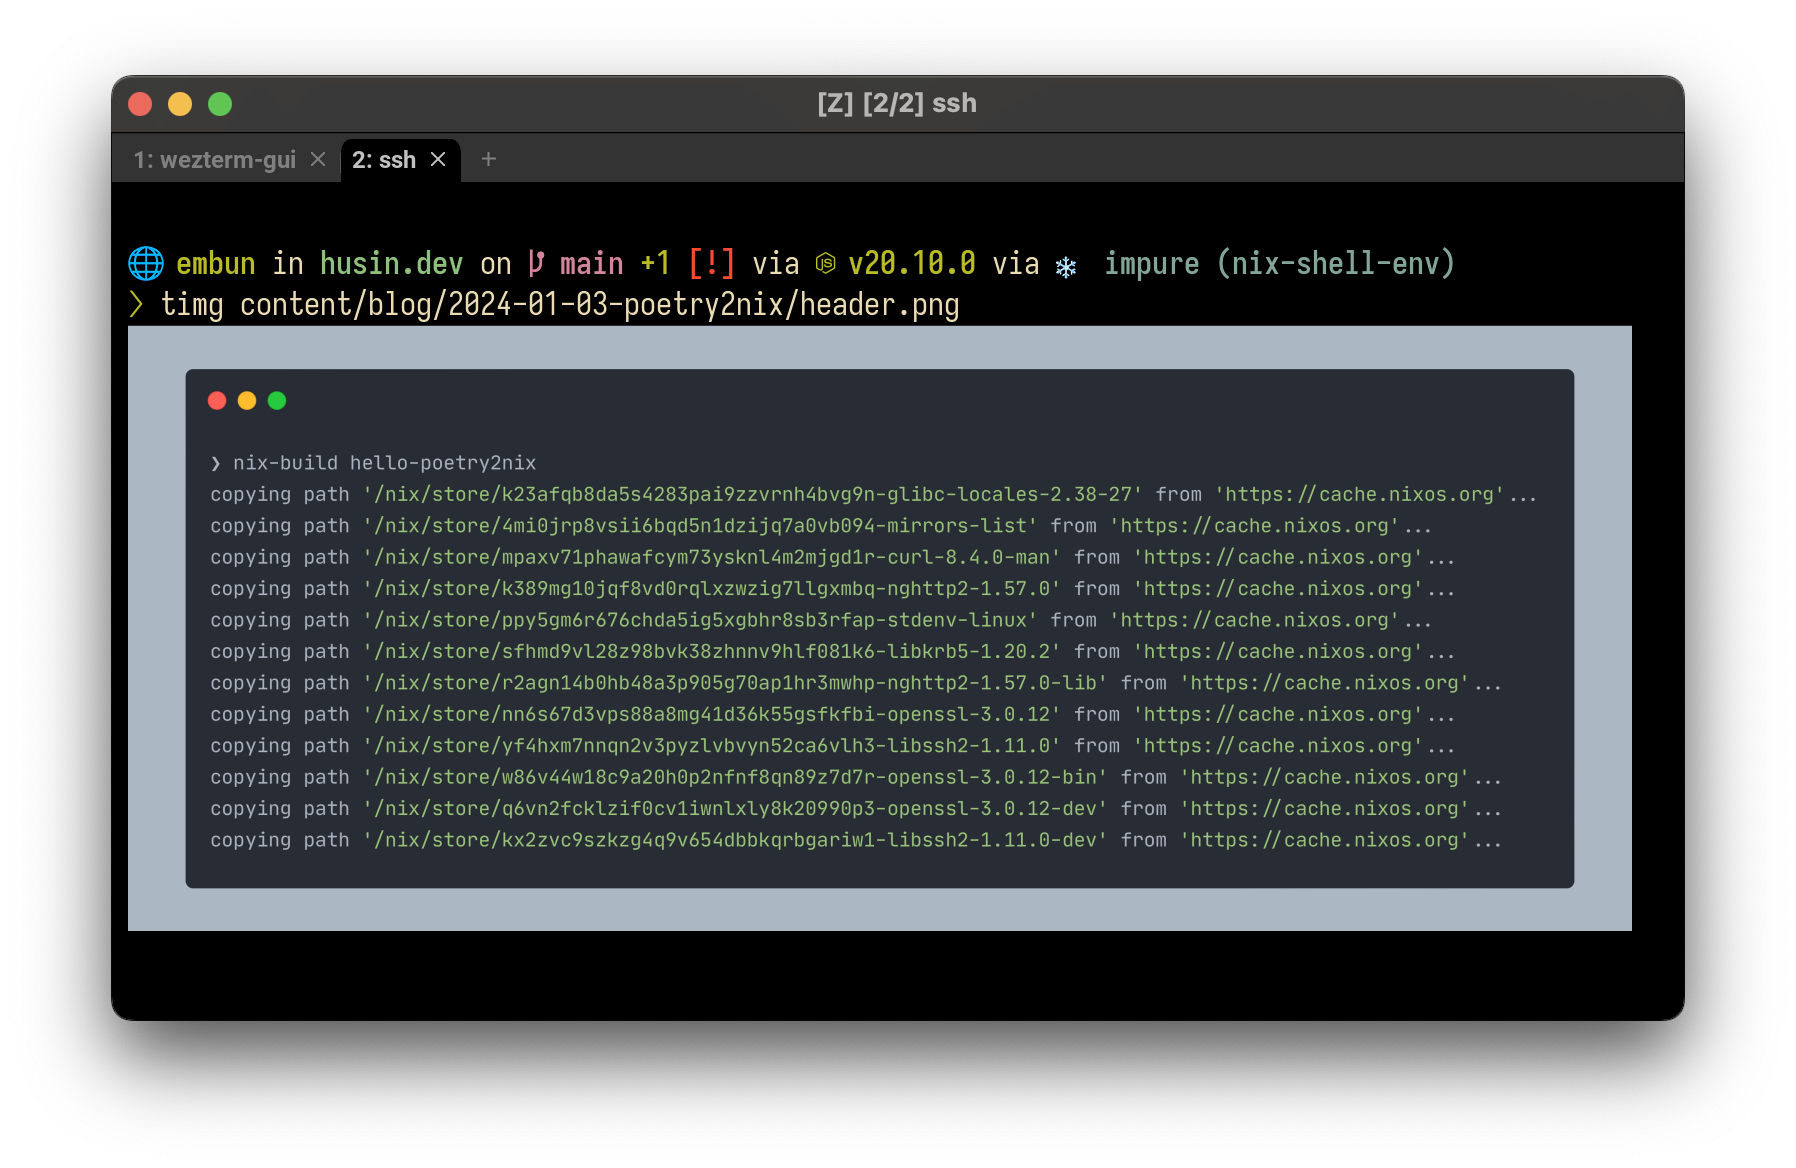 [Z] [2/2] ssh
1: wezterm-gui × 2: ssh × +
embun in husin.dev on main +1 [!] via v20.10.0 via ❄ impure (nix-shell-env)
❯ timg content/blog/2024-01-03-poetry2nix/header.png
❯ nix-build hello-poetry2nix
copying path '/nix/store/k23afqb8da5s4283pai9zzvrnh4bvg9n-glibc-locales-2.38-27' from 'https://cache.nixos.org'...
copying path '/nix/store/4mi0jrp8vsii6bqd5n1dzijq7a0vb094-mirrors-list' from 'https://cache.nixos.org'...
copying path '/nix/store/mpaxv71phawafcym73ysknl4m2mjgd1r-curl-8.4.0-man' from 'https://cache.nixos.org'...
copying path '/nix/store/k389mg10jqf8vd0rqlxzwzig7llgxmbq-nghttp2-1.57.0' from 'https://cache.nixos.org'...
copying path '/nix/store/ppy5gm6r676chda5ig5xgbhr8sb3rfap-stdenv-linux' from 'https://cache.nixos.org'...
copying path '/nix/store/sfhmd9vl28z98bvk38zhnnv9hlf081k6-libkrb5-1.20.2' from 'https://cache.nixos.org'...
copying path '/nix/store/r2agn14b0hb48a3p905g70ap1hr3mwhp-nghttp2-1.57.0-lib' from 'https://cache.nixos.org'...
copying path '/nix/store/nn6s67d3vps88a8mg41d36k55gsfkfbi-openssl-3.0.12' from 'https://cache.nixos.org'...
copying path '/nix/store/yf4hxm7nnqn2v3pyzlvbvyn52ca6vlh3-libssh2-1.11.0' from 'https://cache.nixos.org'...
copying path '/nix/store/w86v44w18c9a20h0p2nfnf8qn89z7d7r-openssl-3.0.12-bin' from 'https://cache.nixos.org'...
copying path '/nix/store/q6vn2fcklzif0cv1iwnlxly8k20990p3-openssl-3.0.12-dev' from 'https://cache.nixos.org'...
copying path '/nix/store/kx2zvc9szkzg4q9v654dbbkqrbgariw1-libssh2-1.11.0-dev' from 'https://cache.nixos.org'...